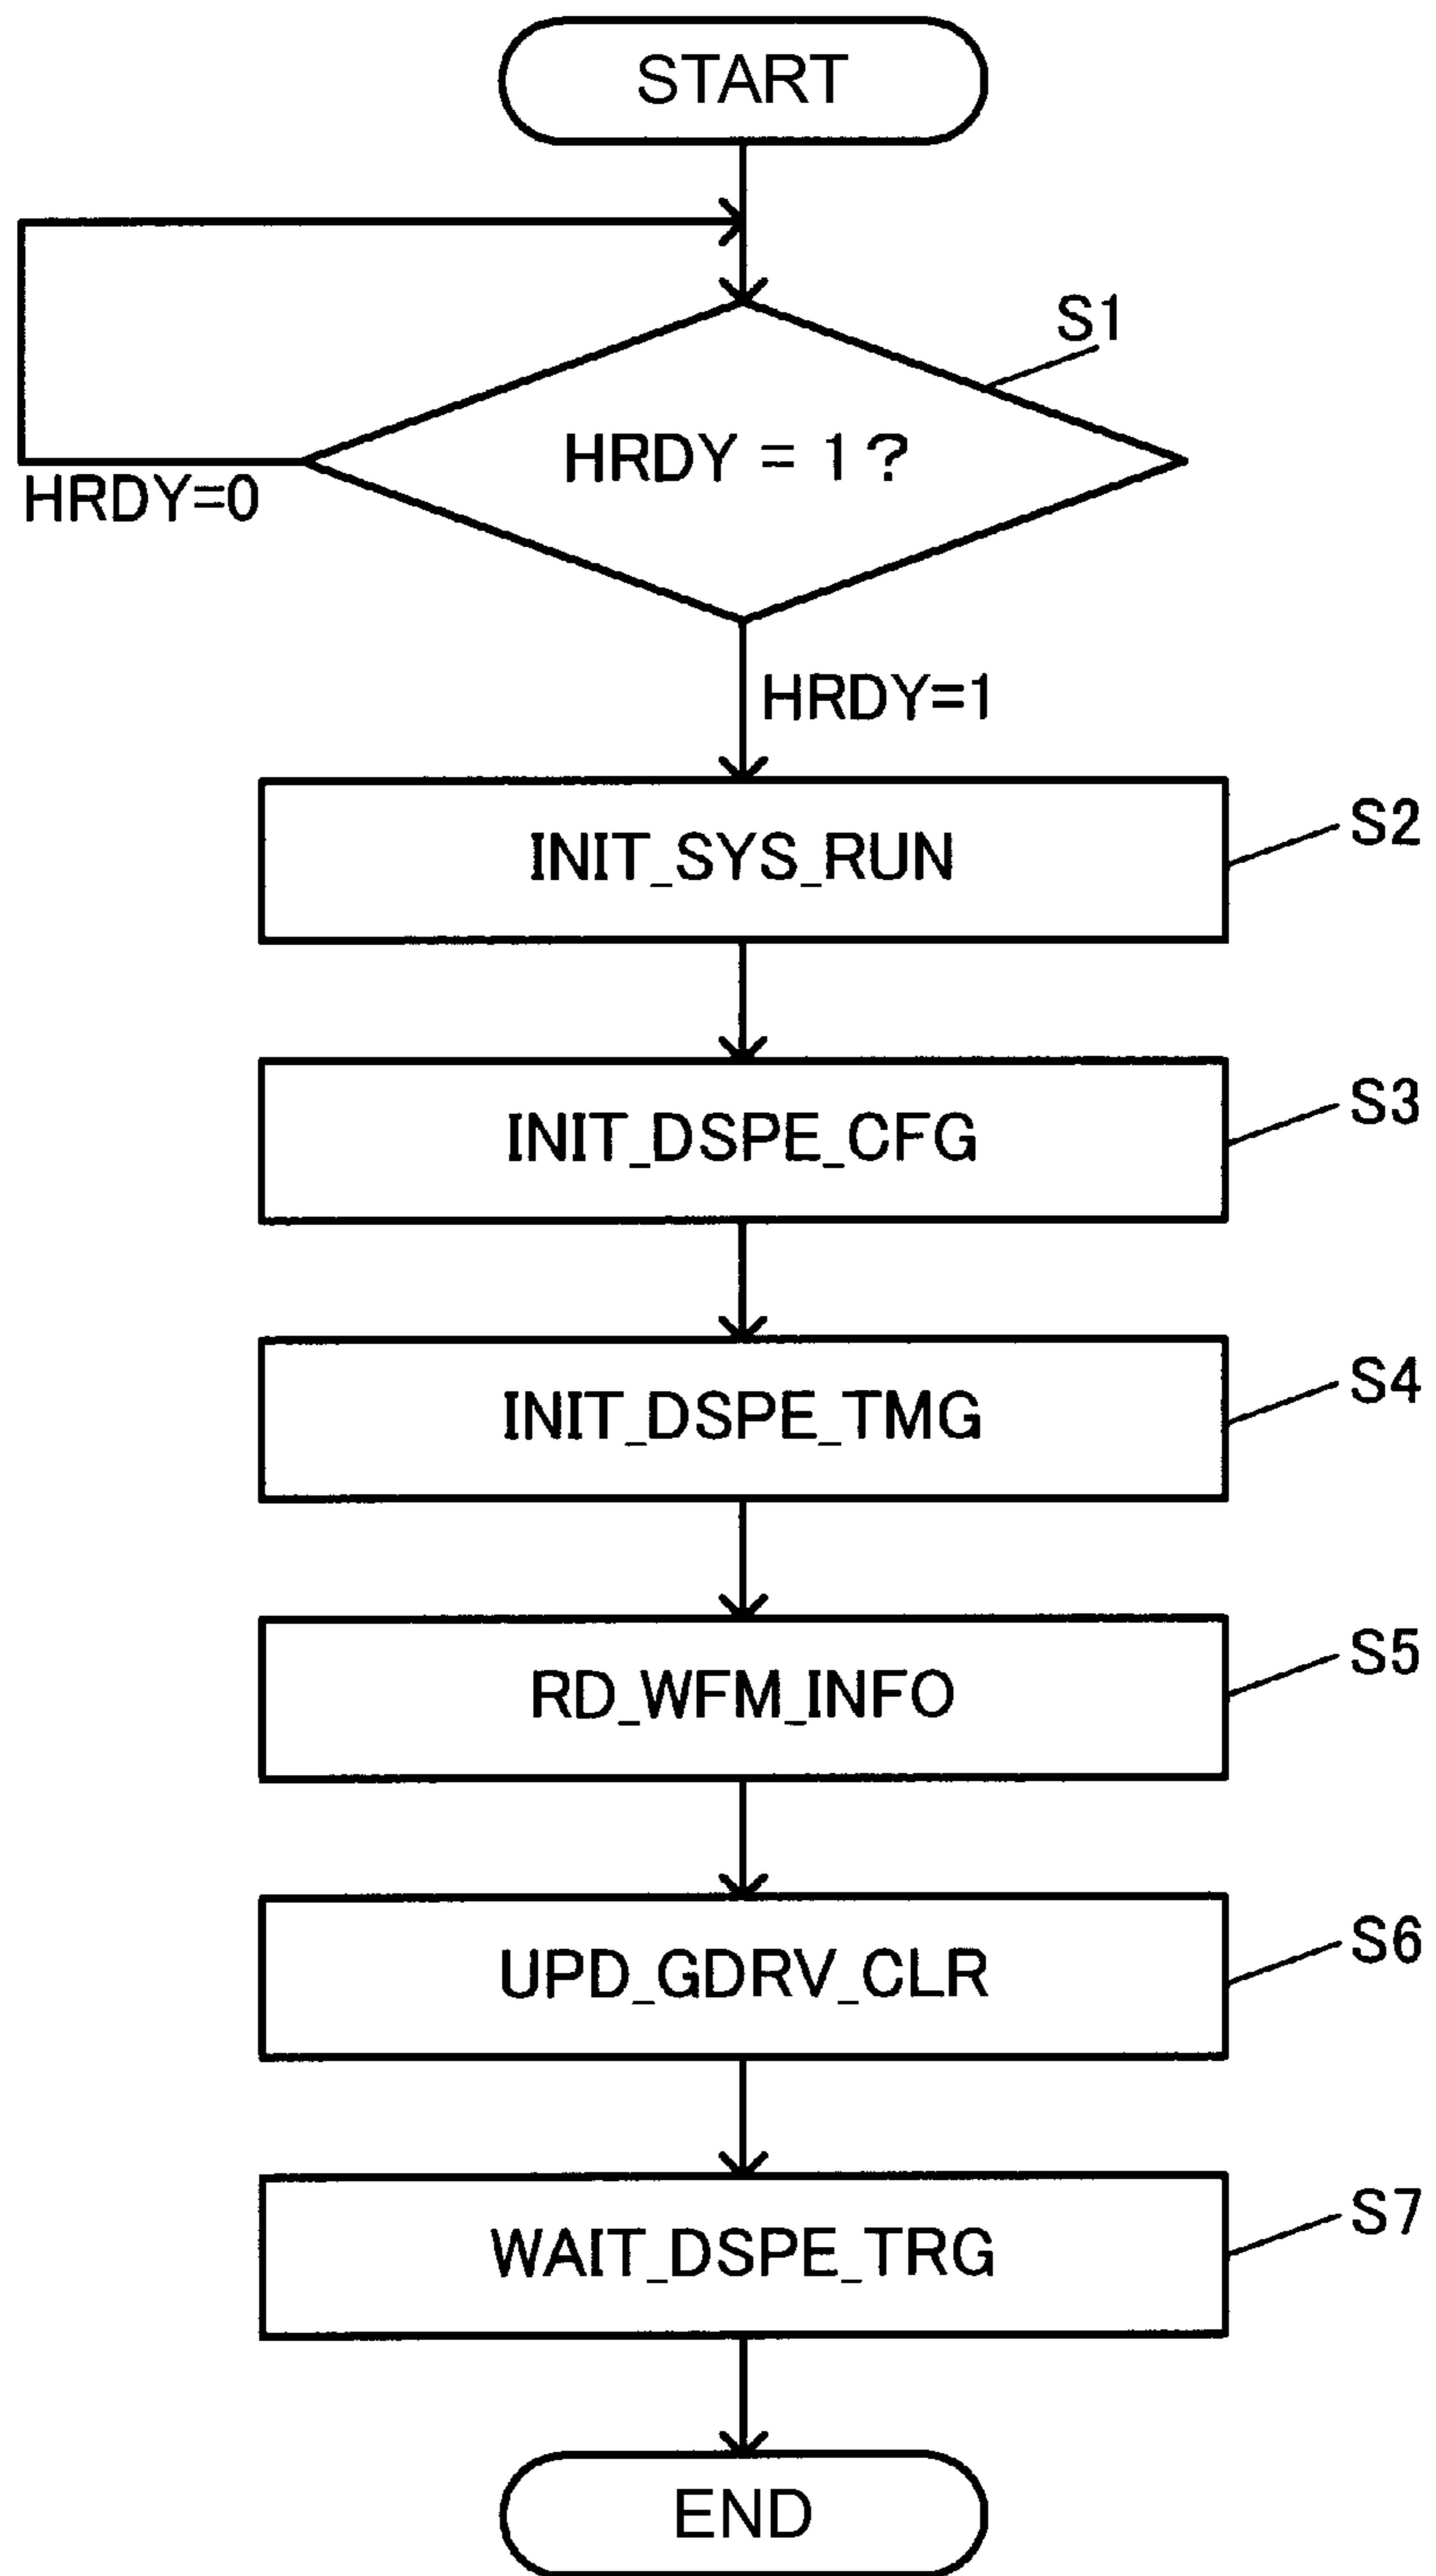 START
S1
HRDY = 1 ?
HRDY=0
HRDY=1
INIT_SYS_RUN
S2
INIT_DSPE_CFG
S3
INIT_DSPE_TMG
S4
RD_WFM_INFO
S5
UPD_GDRV_CLR
S6
WAIT_DSPE_TRG
S7
END